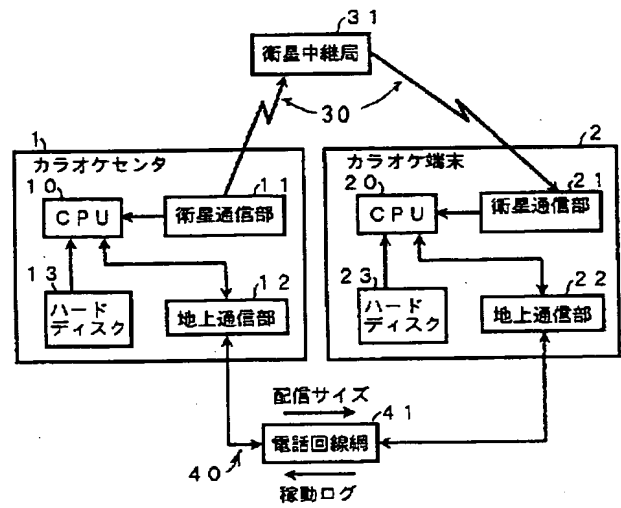 31
衛星中継局
30
1
カラオケセンタ
10
CPU
11
衛星通信部
13
ハード
ディスク
12
地上通信部
2
カラオケ端末
20
CPU
21
衛星通信部
23
ハード
ディスク
22
地上通信部
配信サイズ
41
電話回線網
40
稼動ログ